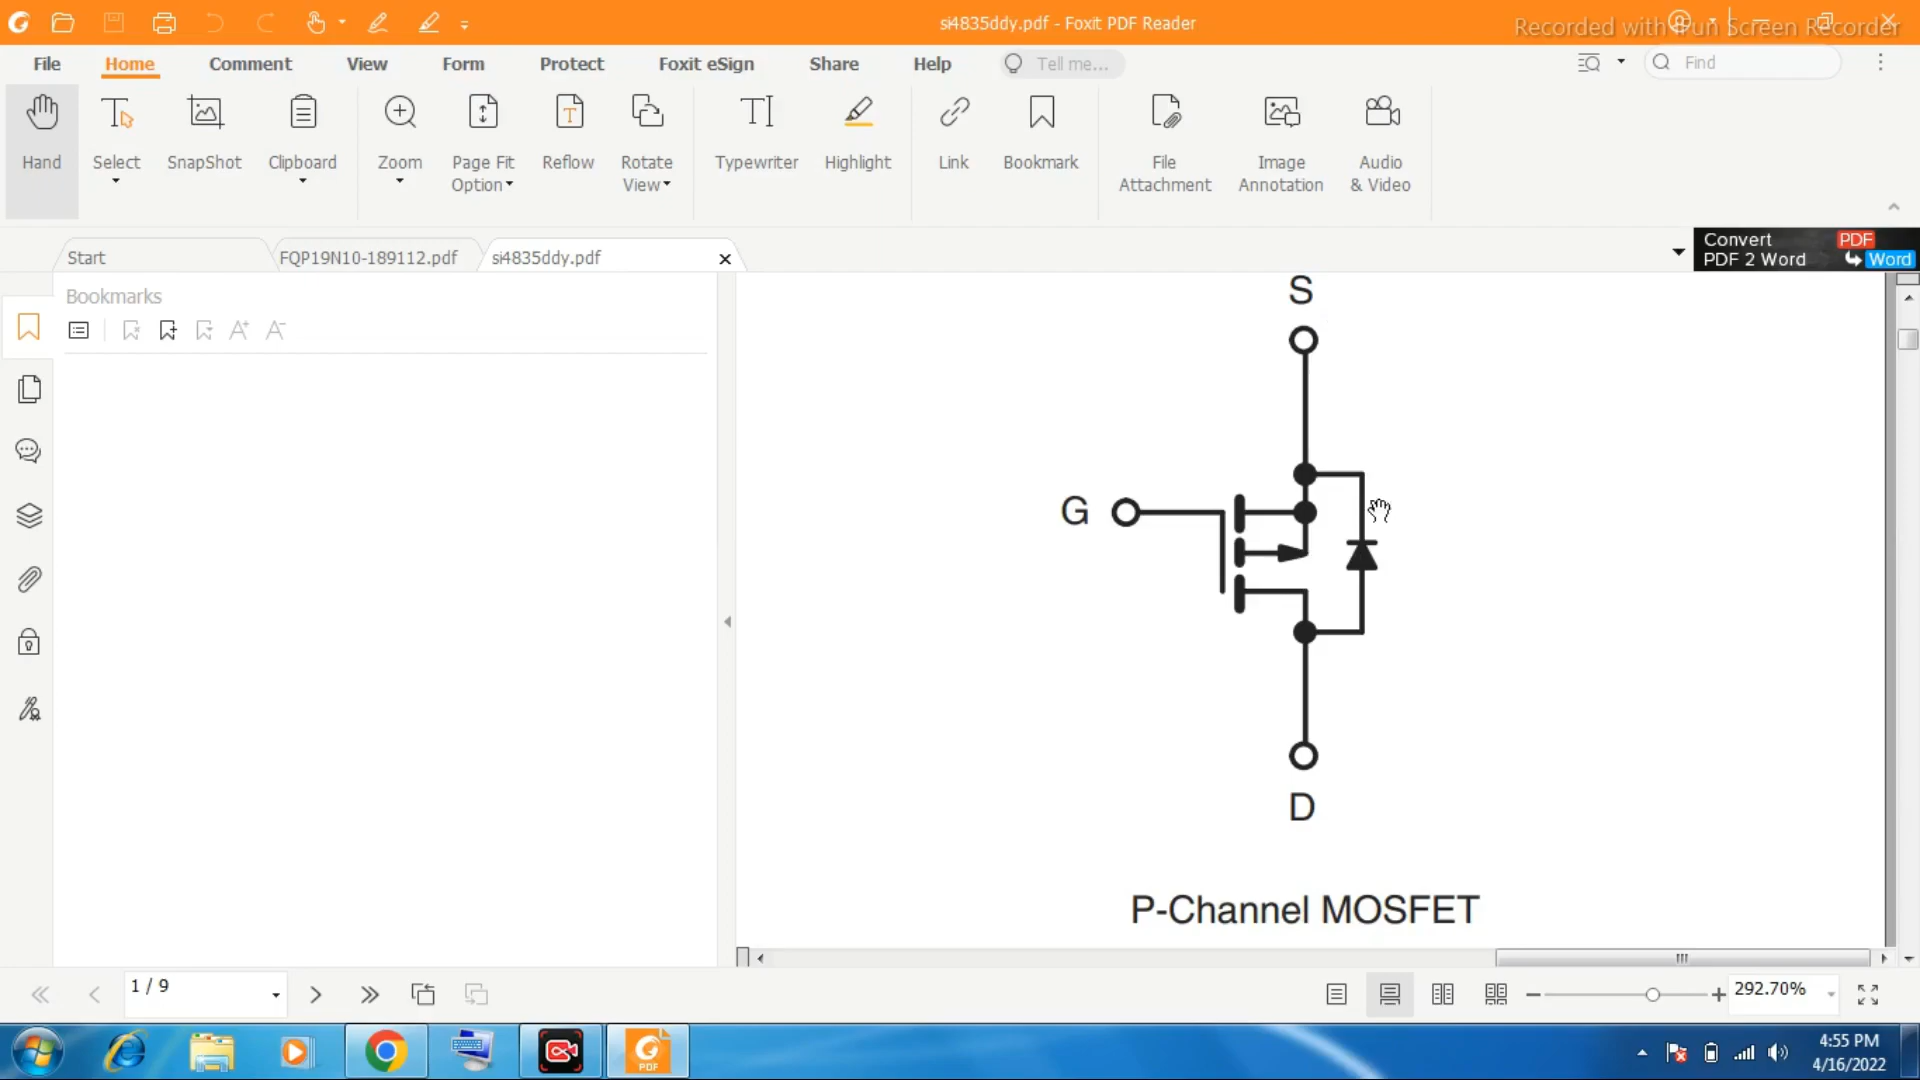 si4835ddy.pdf - Foxit PDF Reader
Recorded with iFun Screen Recorder
File Home Comment View Form Protect Foxit eSign Share Help Tell me... Find
Hand Select SnapShot Clipboard Zoom Page Fit Option Reflow Rotate View Typewriter Highlight Link Bookmark File Attachment Image Annotation Audio & Video
Start FQP19N10-189112.pdf si4835ddy.pdf
Convert PDF
PDF 2 Word Word
Bookmarks
S
G
D
P-Channel MOSFET
1 / 9
292.70%
PDF
4:55 PM
4/16/2022